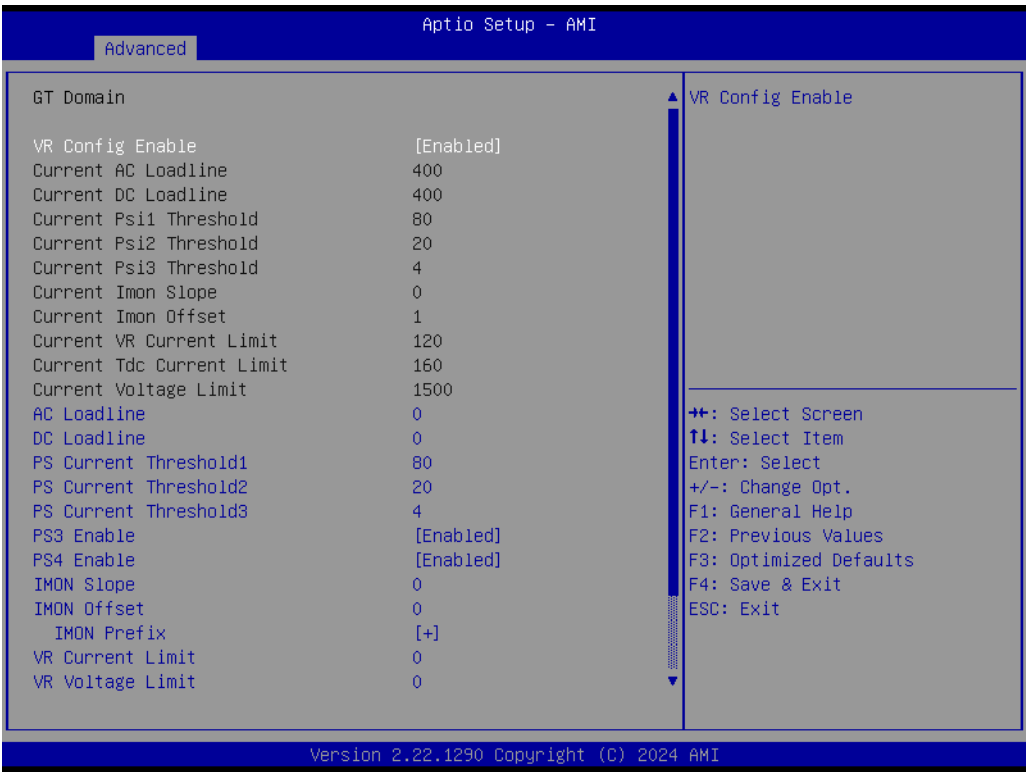 Aptio Setup – AMI
Advanced
GT Domain
VR Config Enable [Enabled]
Current AC Loadline 400
Current DC Loadline 400
Current Psi1 Threshold 80
Current Psi2 Threshold 20
Current Psi3 Threshold 4
Current Imon Slope 0
Current Imon Offset 1
Current VR Current Limit 120
Current Tdc Current Limit 160
Current Voltage Limit 1500
AC Loadline 0
DC Loadline 0
PS Current Threshold1 80
PS Current Threshold2 20
PS Current Threshold3 4
PS3 Enable [Enabled]
PS4 Enable [Enabled]
IMON Slope 0
IMON Offset 0
IMON Prefix [+]
VR Current Limit 0
VR Voltage Limit 0
VR Config Enable
→←: Select Screen
↑↓: Select Item
Enter: Select
+/-: Change Opt.
F1: General Help
F2: Previous Values
F3: Optimized Defaults
F4: Save & Exit
ESC: Exit
Version 2.22.1290 Copyright (C) 2024 AMI